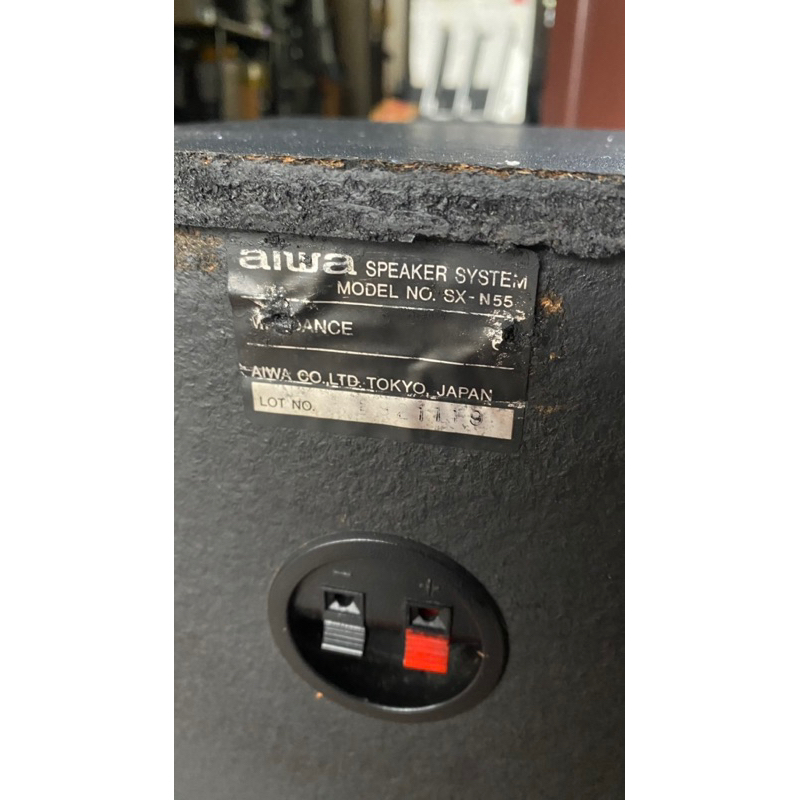 aiwa SPEAKER SYSTEM
MODEL NO. SX-N55
AIWA CO.,LTD. TOKYO, JAPAN
LOT NO.
- +